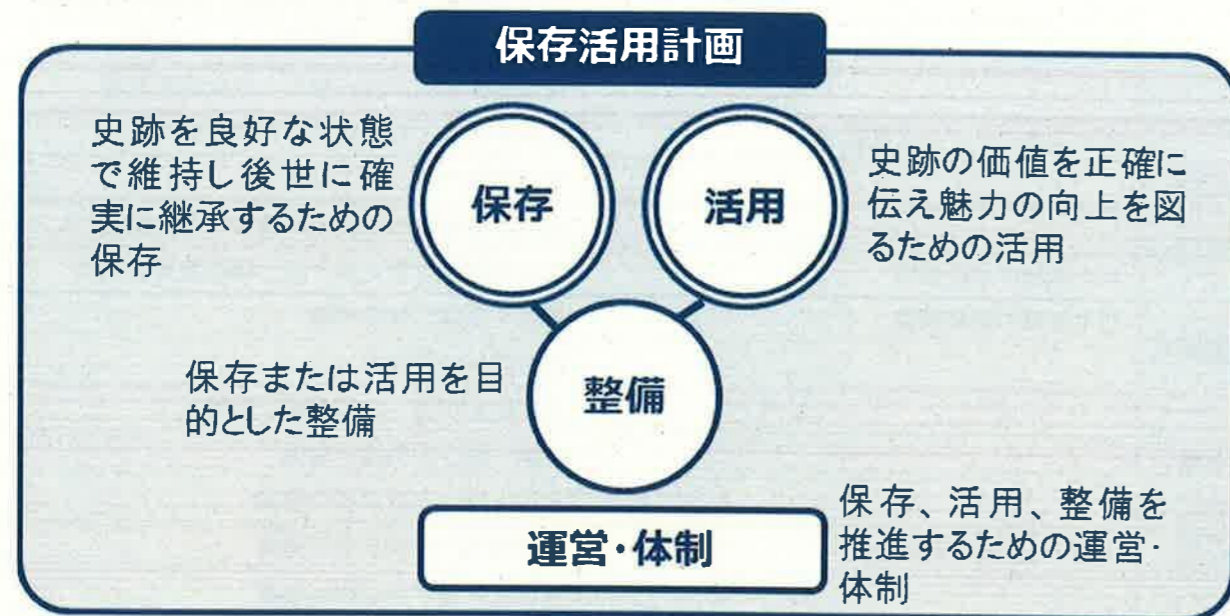 保存活用計画
史跡を良好な状態
で維持し後世に確
実に継承するための
保存
保存
活用
史跡の価値を正確に
伝え魅力の向上を図
るための活用
保存または活用を目
的とした整備
整備
運営・体制
保存、活用、整備を
推進するための運営・
体制